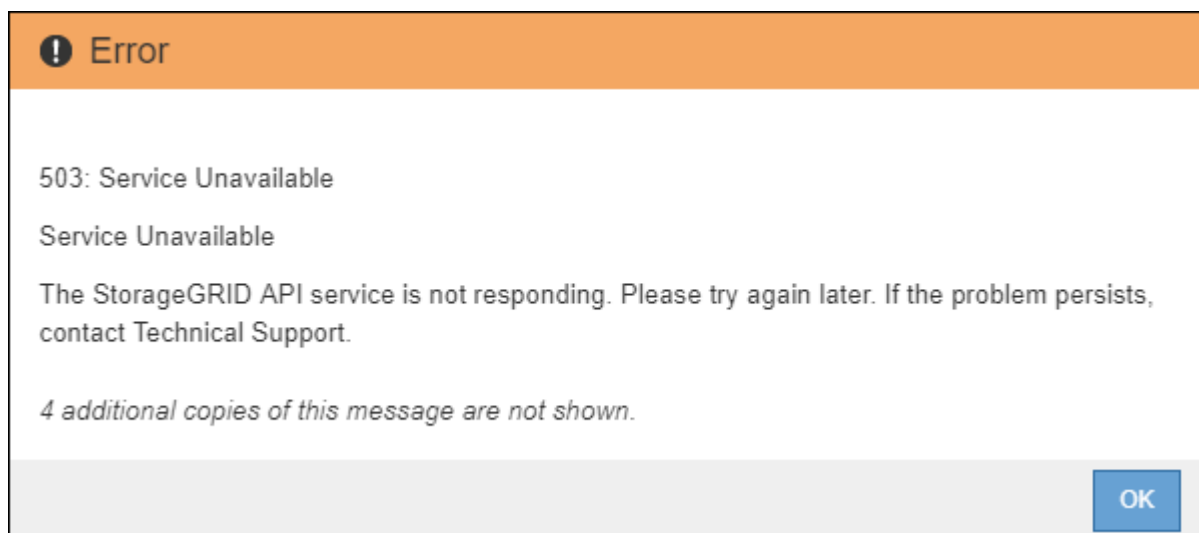 Error
503: Service Unavailable
Service Unavailable
The StorageGRID API service is not responding. Please try again later. If the problem persists,
contact Technical Support.
4 additional copies of this message are not shown.
OK